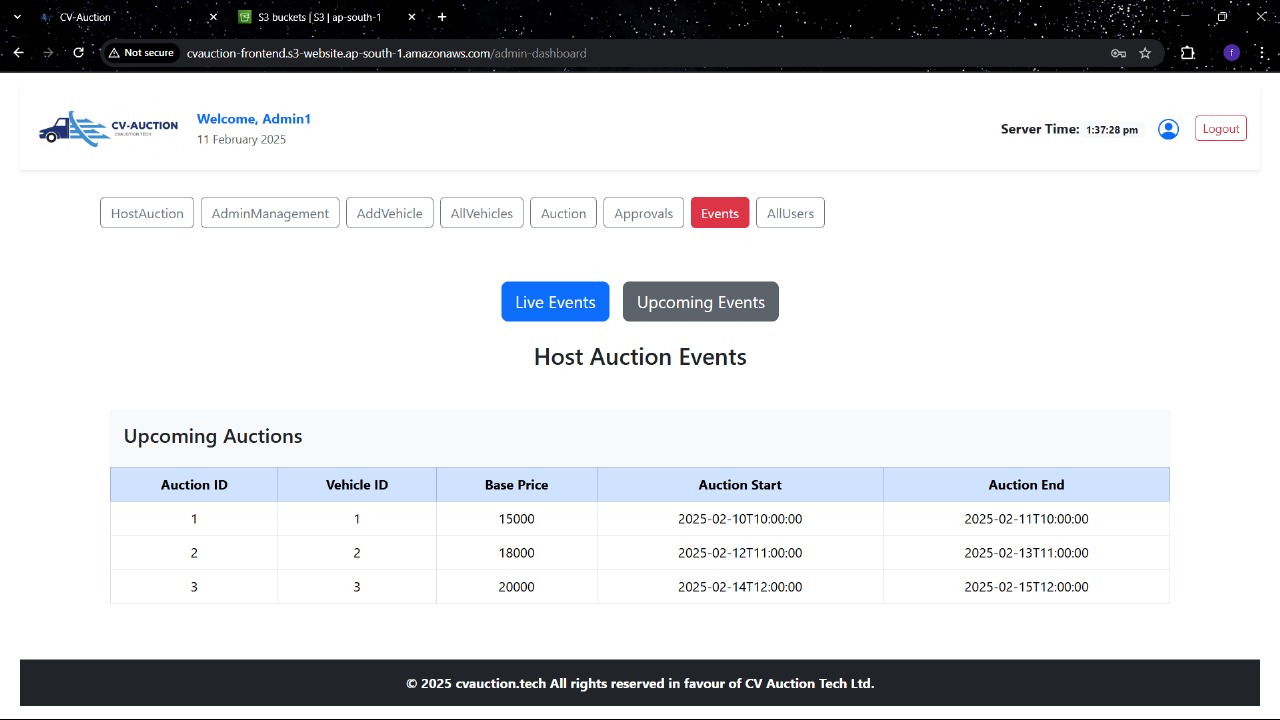 CV-Auction
S3 buckets | S3 | ap-south-1
Not secure
cvauction-frontend.s3-website.ap-south-1.amazonaws.com/admin-dashboard
f
CV-AUCTION
Welcome, Admin1
11 February 2025
Server Time: 1:37:28 pm
Logout
HostAuction
AdminManagement
AddVehicle
AllVehicles
Auction
Approvals
Events
AllUsers
Live Events
Upcoming Events
Host Auction Events
Upcoming Auctions
Auction ID Vehicle ID Base Price Auction Start Auction End
1 1 15000 2025-02-10T10:00:00 2025-02-11T10:00:00
2 2 18000 2025-02-12T11:00:00 2025-02-13T11:00:00
3 3 20000 2025-02-14T12:00:00 2025-02-15T12:00:00
© 2025 cvauction.tech All rights reserved in favour of CV Auction Tech Ltd.